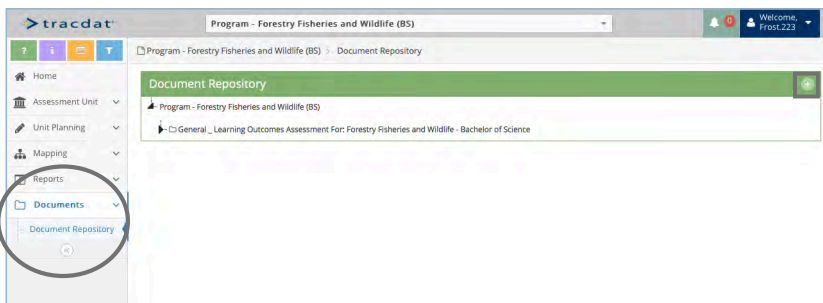 tracdat
Program - Forestry Fisheries and Wildlife (BS)
0
Welcome,
Frost.223
? i T
Program - Forestry Fisheries and Wildlife (BS) > Document Repository
Home
Assessment Unit
Unit Planning
Mapping
Reports
Documents
Document Repository
Document Repository
Program - Forestry Fisheries and Wildlife (BS)
General _ Learning Outcomes Assessment For: Forestry Fisheries and Wildlife - Bachelor of Science